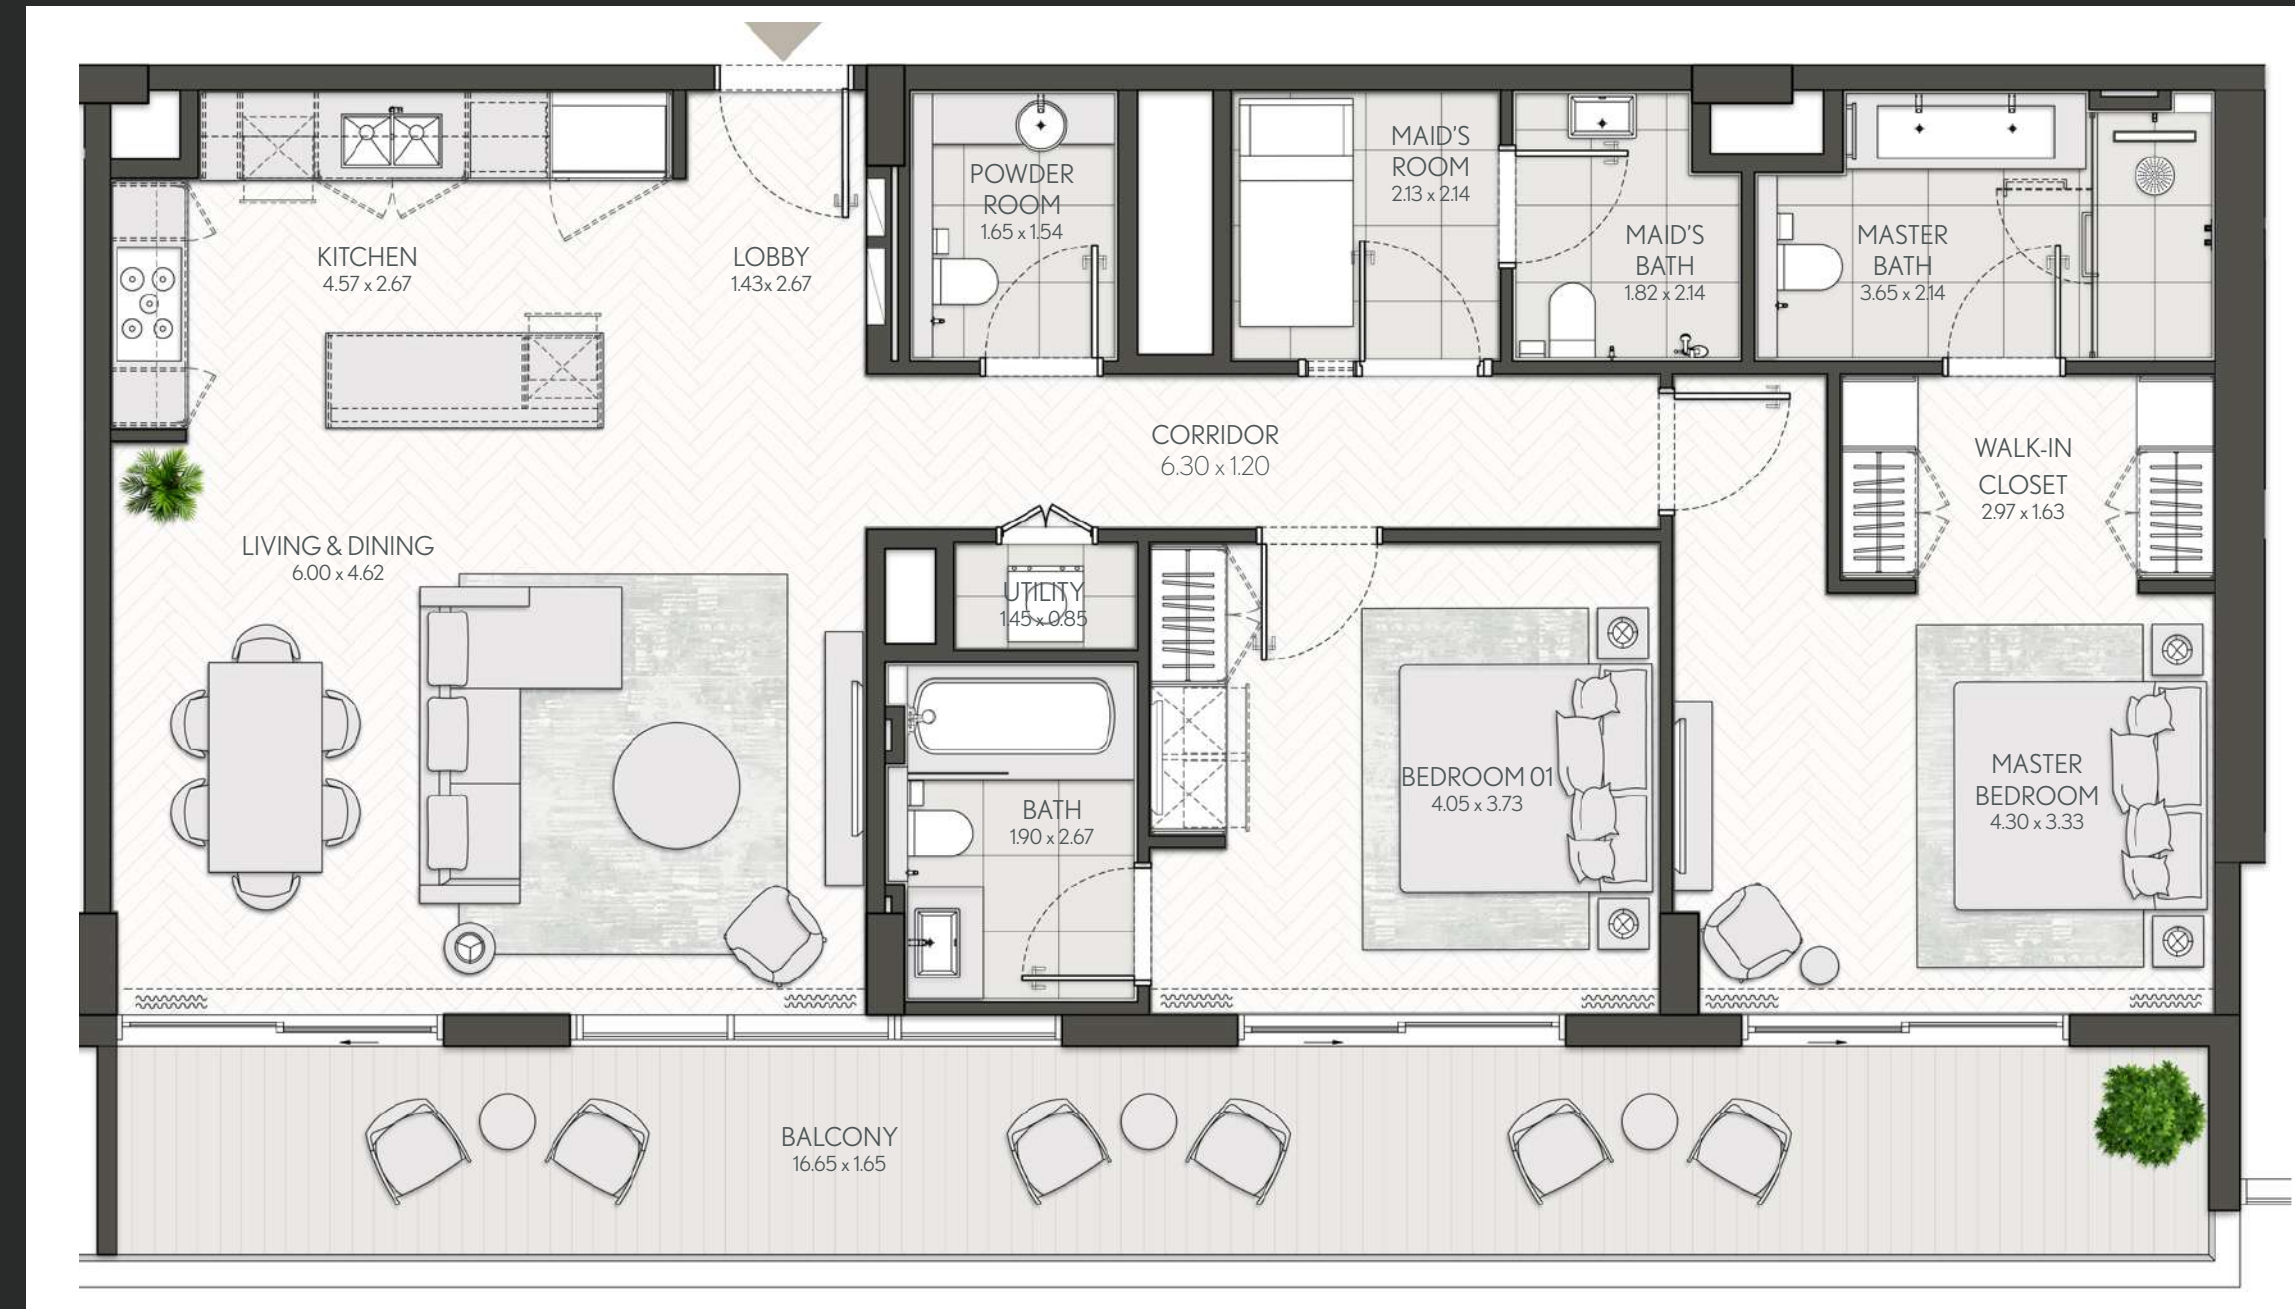 KITCHEN
4.57 x 2.67
LOBBY
1.43x 2.67
POWDER
ROOM
1.65 x 1.54
MAID'S
ROOM
2.13 x 2.14
MAID'S
BATH
1.82 x 2.14
MASTER
BATH
3.65 x 2.14
CORRIDOR
6.30 x 1.20
WALK-IN
CLOSET
2.97 x 1.63
LIVING & DINING
6.00 x 4.62
UTILITY
1.45 x 0.85
BATH
1.90 x 2.67
BEDROOM 01
4.05 x 3.73
MASTER
BEDROOM
4.30 x 3.33
BALCONY
16.65 x 1.65